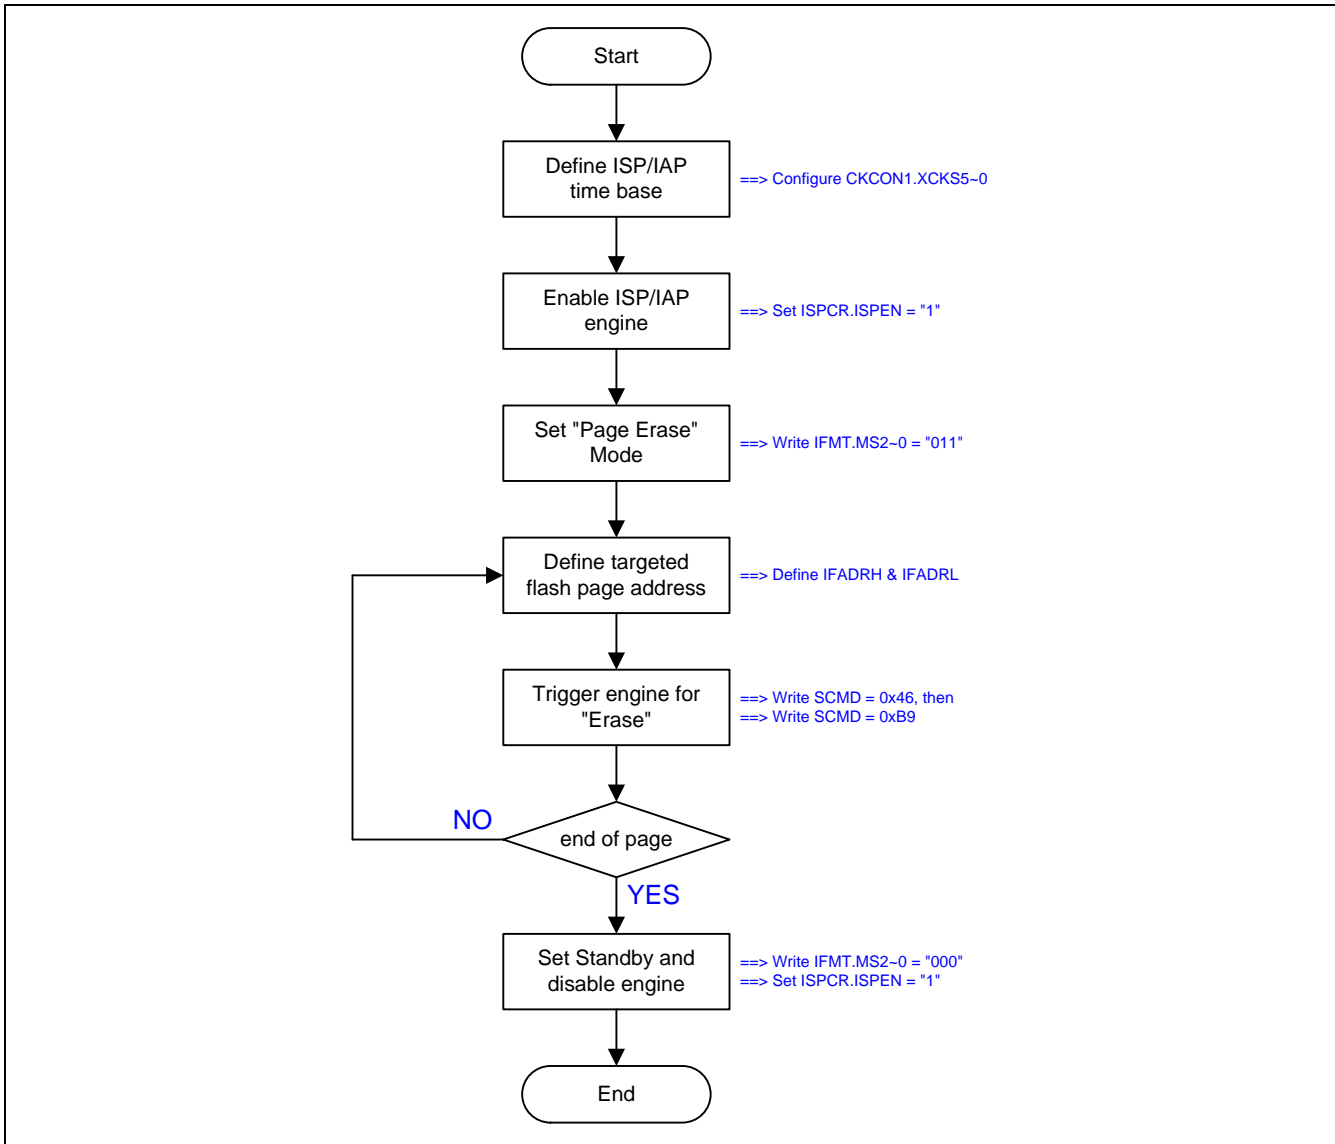 Start
Define ISP/IAP
time base
==> Configure CKCON1.XCKS5~0
Enable ISP/IAP
engine
==> Set ISPCR.ISPEN = "1"
Set "Page Erase"
Mode
==> Write IFMT.MS2~0 = "011"
Define targeted
flash page address
==> Define IFADRH & IFADRL
Trigger engine for
"Erase"
==> Write SCMD = 0x46, then
==> Write SCMD = 0xB9
NO
end of page
YES
Set Standby and
disable engine
==> Write IFMT.MS2~0 = "000"
==> Set ISPCR.ISPEN = "1"
End